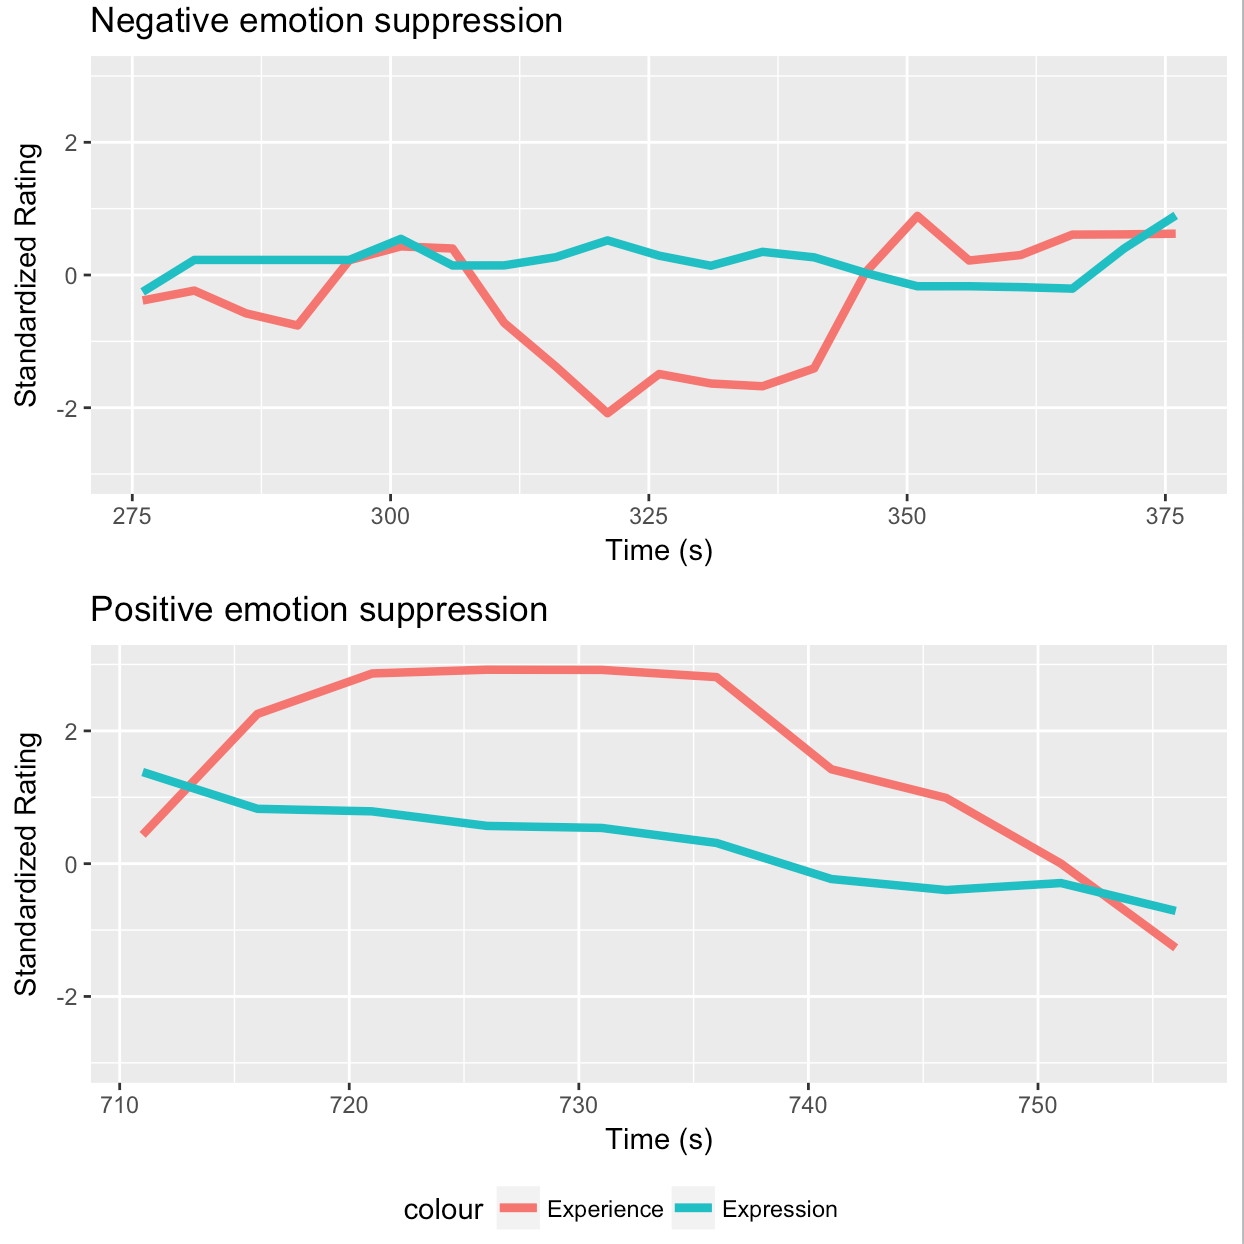 Negative emotion suppression
Standardized Rating
2
0
-2
275 300 325 350 375
Time (s)
Positive emotion suppression
Standardized Rating
2
0
-2
710 720 730 740 750
Time (s)
colour Experience Expression